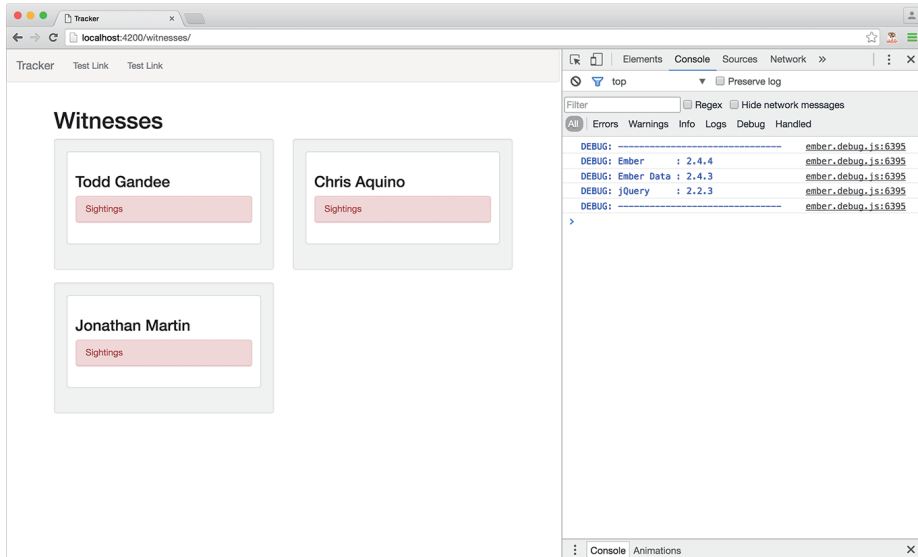 Tracker
localhost:4200/witnesses/
Tracker Test Link Test Link
Witnesses
Todd Gandee
Sightings
Chris Aquino
Sightings
Jonathan Martin
Sightings
Elements Console Sources Network »
top ▼ Preserve log
Filter Regex Hide network messages
All Errors Warnings Info Logs Debug Handled
DEBUG: ------------------------------- ember.debug.js:6395
DEBUG: Ember : 2.4.4 ember.debug.js:6395
DEBUG: Ember Data : 2.4.3 ember.debug.js:6395
DEBUG: jQuery : 2.2.3 ember.debug.js:6395
DEBUG: ------------------------------- ember.debug.js:6395
>
Console Animations